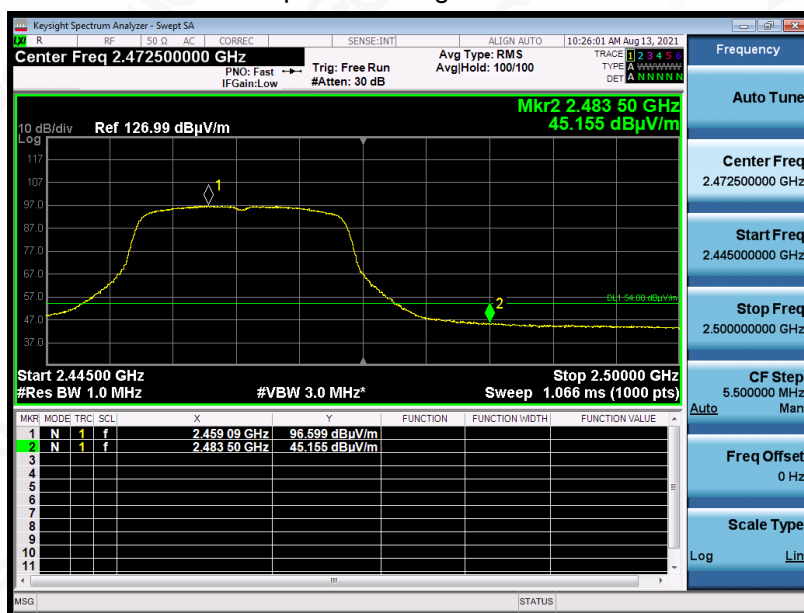 Keysight Spectrum Analyzer - Swept SA
LXI R RF 50 Ω AC CORREC SENSE:INT ALIGN AUTO 10:26:01 AM Aug 13, 2021
Center Freq 2.472500000 GHz
PNO: Fast
IFGain:Low
Trig: Free Run
#Atten: 30 dB
Avg Type: RMS
Avg|Hold: 100/100
TRACE 1 2 3 4 5 6
TYPE A WWWWW
DET A N N N N N
Mkr2 2.483 50 GHz
45.155 dBµV/m
10 dB/div Ref 126.99 dBµV/m
Log
117
107
97.0
87.0
77.0
67.0
57.0
47.0
37.0
1
2
DL1 54.00 dBµV/m
Start 2.44500 GHz Stop 2.50000 GHz
#Res BW 1.0 MHz #VBW 3.0 MHz* Sweep 1.066 ms (1000 pts)
MKR MODE TRC SCL X Y FUNCTION FUNCTION WIDTH FUNCTION VALUE
1 N 1 f 2.459 09 GHz 96.599 dBµV/m
2 N 1 f 2.483 50 GHz 45.155 dBµV/m
3
4
5
6
7
8
9
10
11
MSG STATUS
Frequency
Auto Tune
Center Freq
2.472500000 GHz
Start Freq
2.445000000 GHz
Stop Freq
2.500000000 GHz
CF Step
5.500000 MHz
Auto Man
Freq Offset
0 Hz
Scale Type
Log Lin